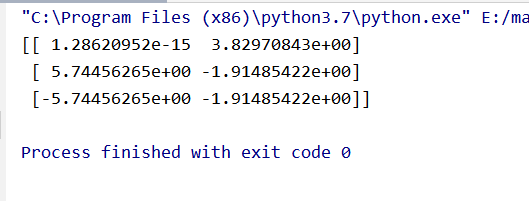 "C:\Program Files (x86)\python3.7\python.exe" E:/ma
[[ 1.28620952e-15  3.82970843e+00]
 [ 5.74456265e+00 -1.91485422e+00]
 [-5.74456265e+00 -1.91485422e+00]]
Process finished with exit code 0